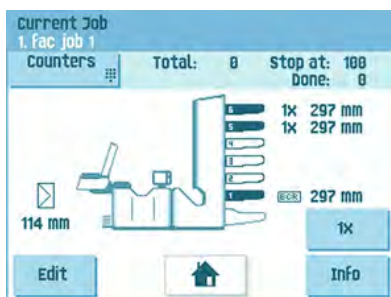 Current Job
1. Fac job 1
Counters Total: 0 Stop at: 100
Done: 0
6 1X 297 mm
5 1X 297 mm
4
3
2
1 BCR 297 mm
114 mm
1X
Edit Info